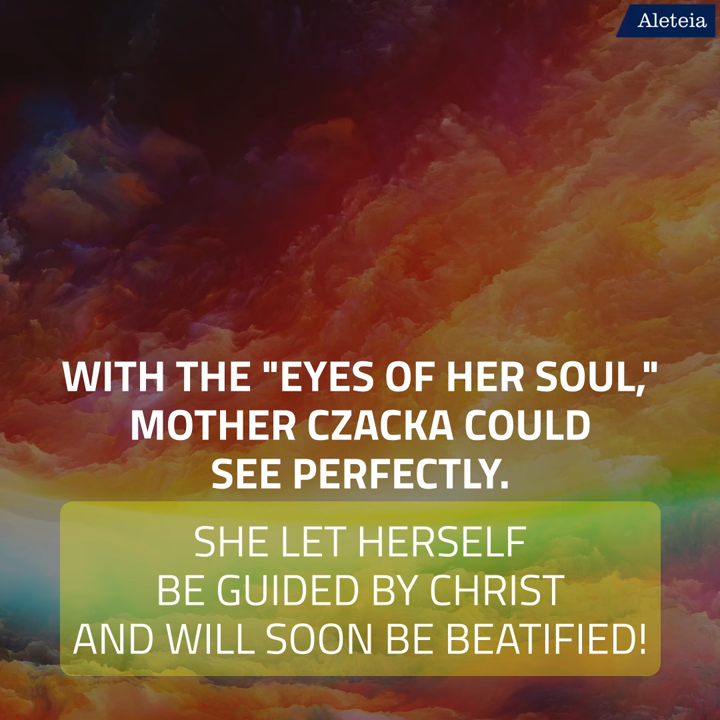 Aleteia
WITH THE "EYES OF HER SOUL,"
MOTHER CZACKA COULD
SEE PERFECTLY.
SHE LET HERSELF
BE GUIDED BY CHRIST
AND WILL SOON BE BEATIFIED!